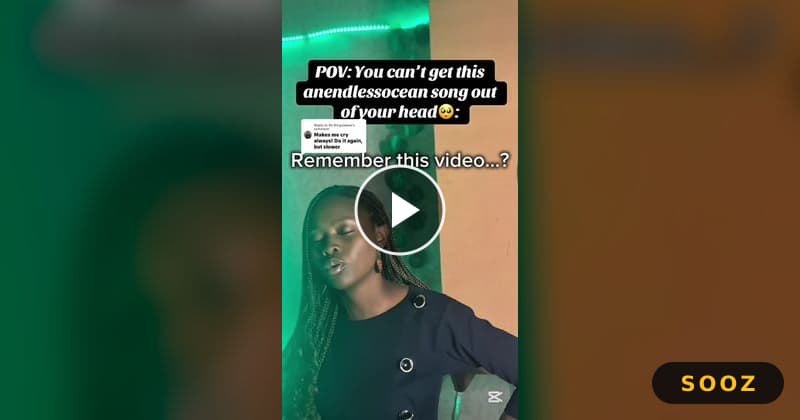 POV: You can't get this
anendlessocean song out
of your head🥺:
Makes me cry
always! Do it again,
but slower
Remember this video...?
SOOZ